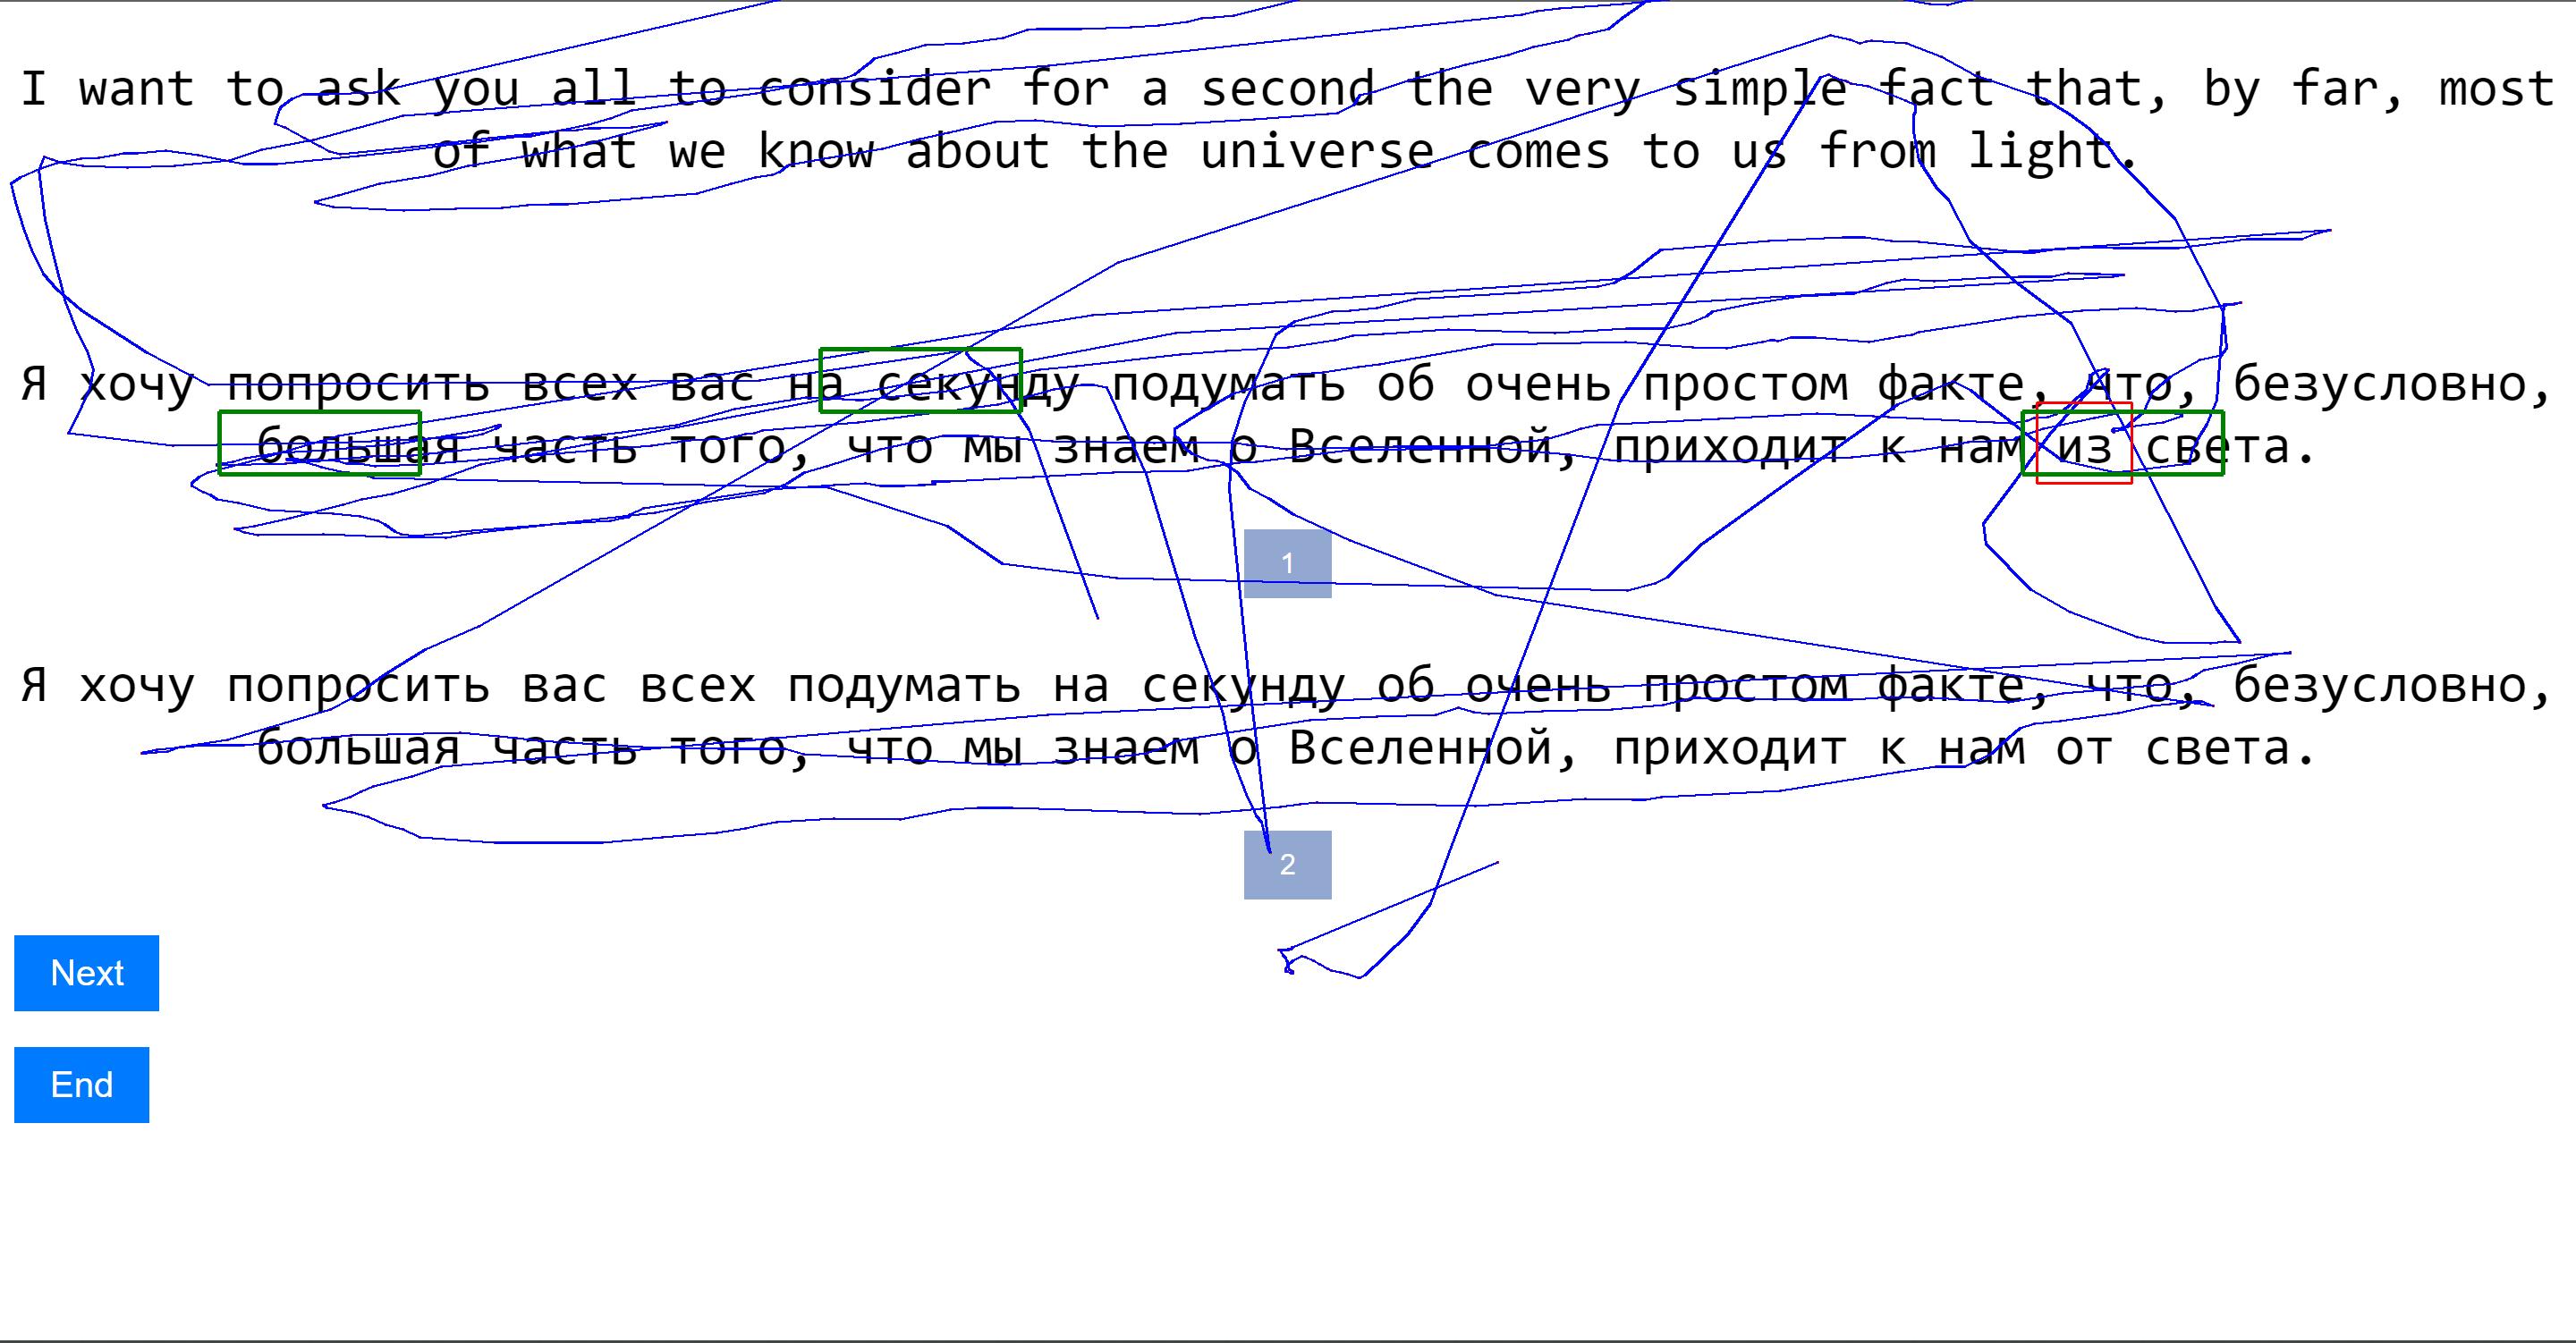 I want to ask you all to consider for a second the very simple fact that, by far, most
of what we know about the universe comes to us from light.
Я хочу попросить всех вас на секунду подумать об очень простом факте, что, безусловно,
большая часть того, что мы знаем о Вселенной, приходит к нам из света.
1
Я хочу попросить вас всех подумать на секунду об очень простом факте, что, безусловно,
большая часть того, что мы знаем о Вселенной, приходит к нам от света.
2
Next
End